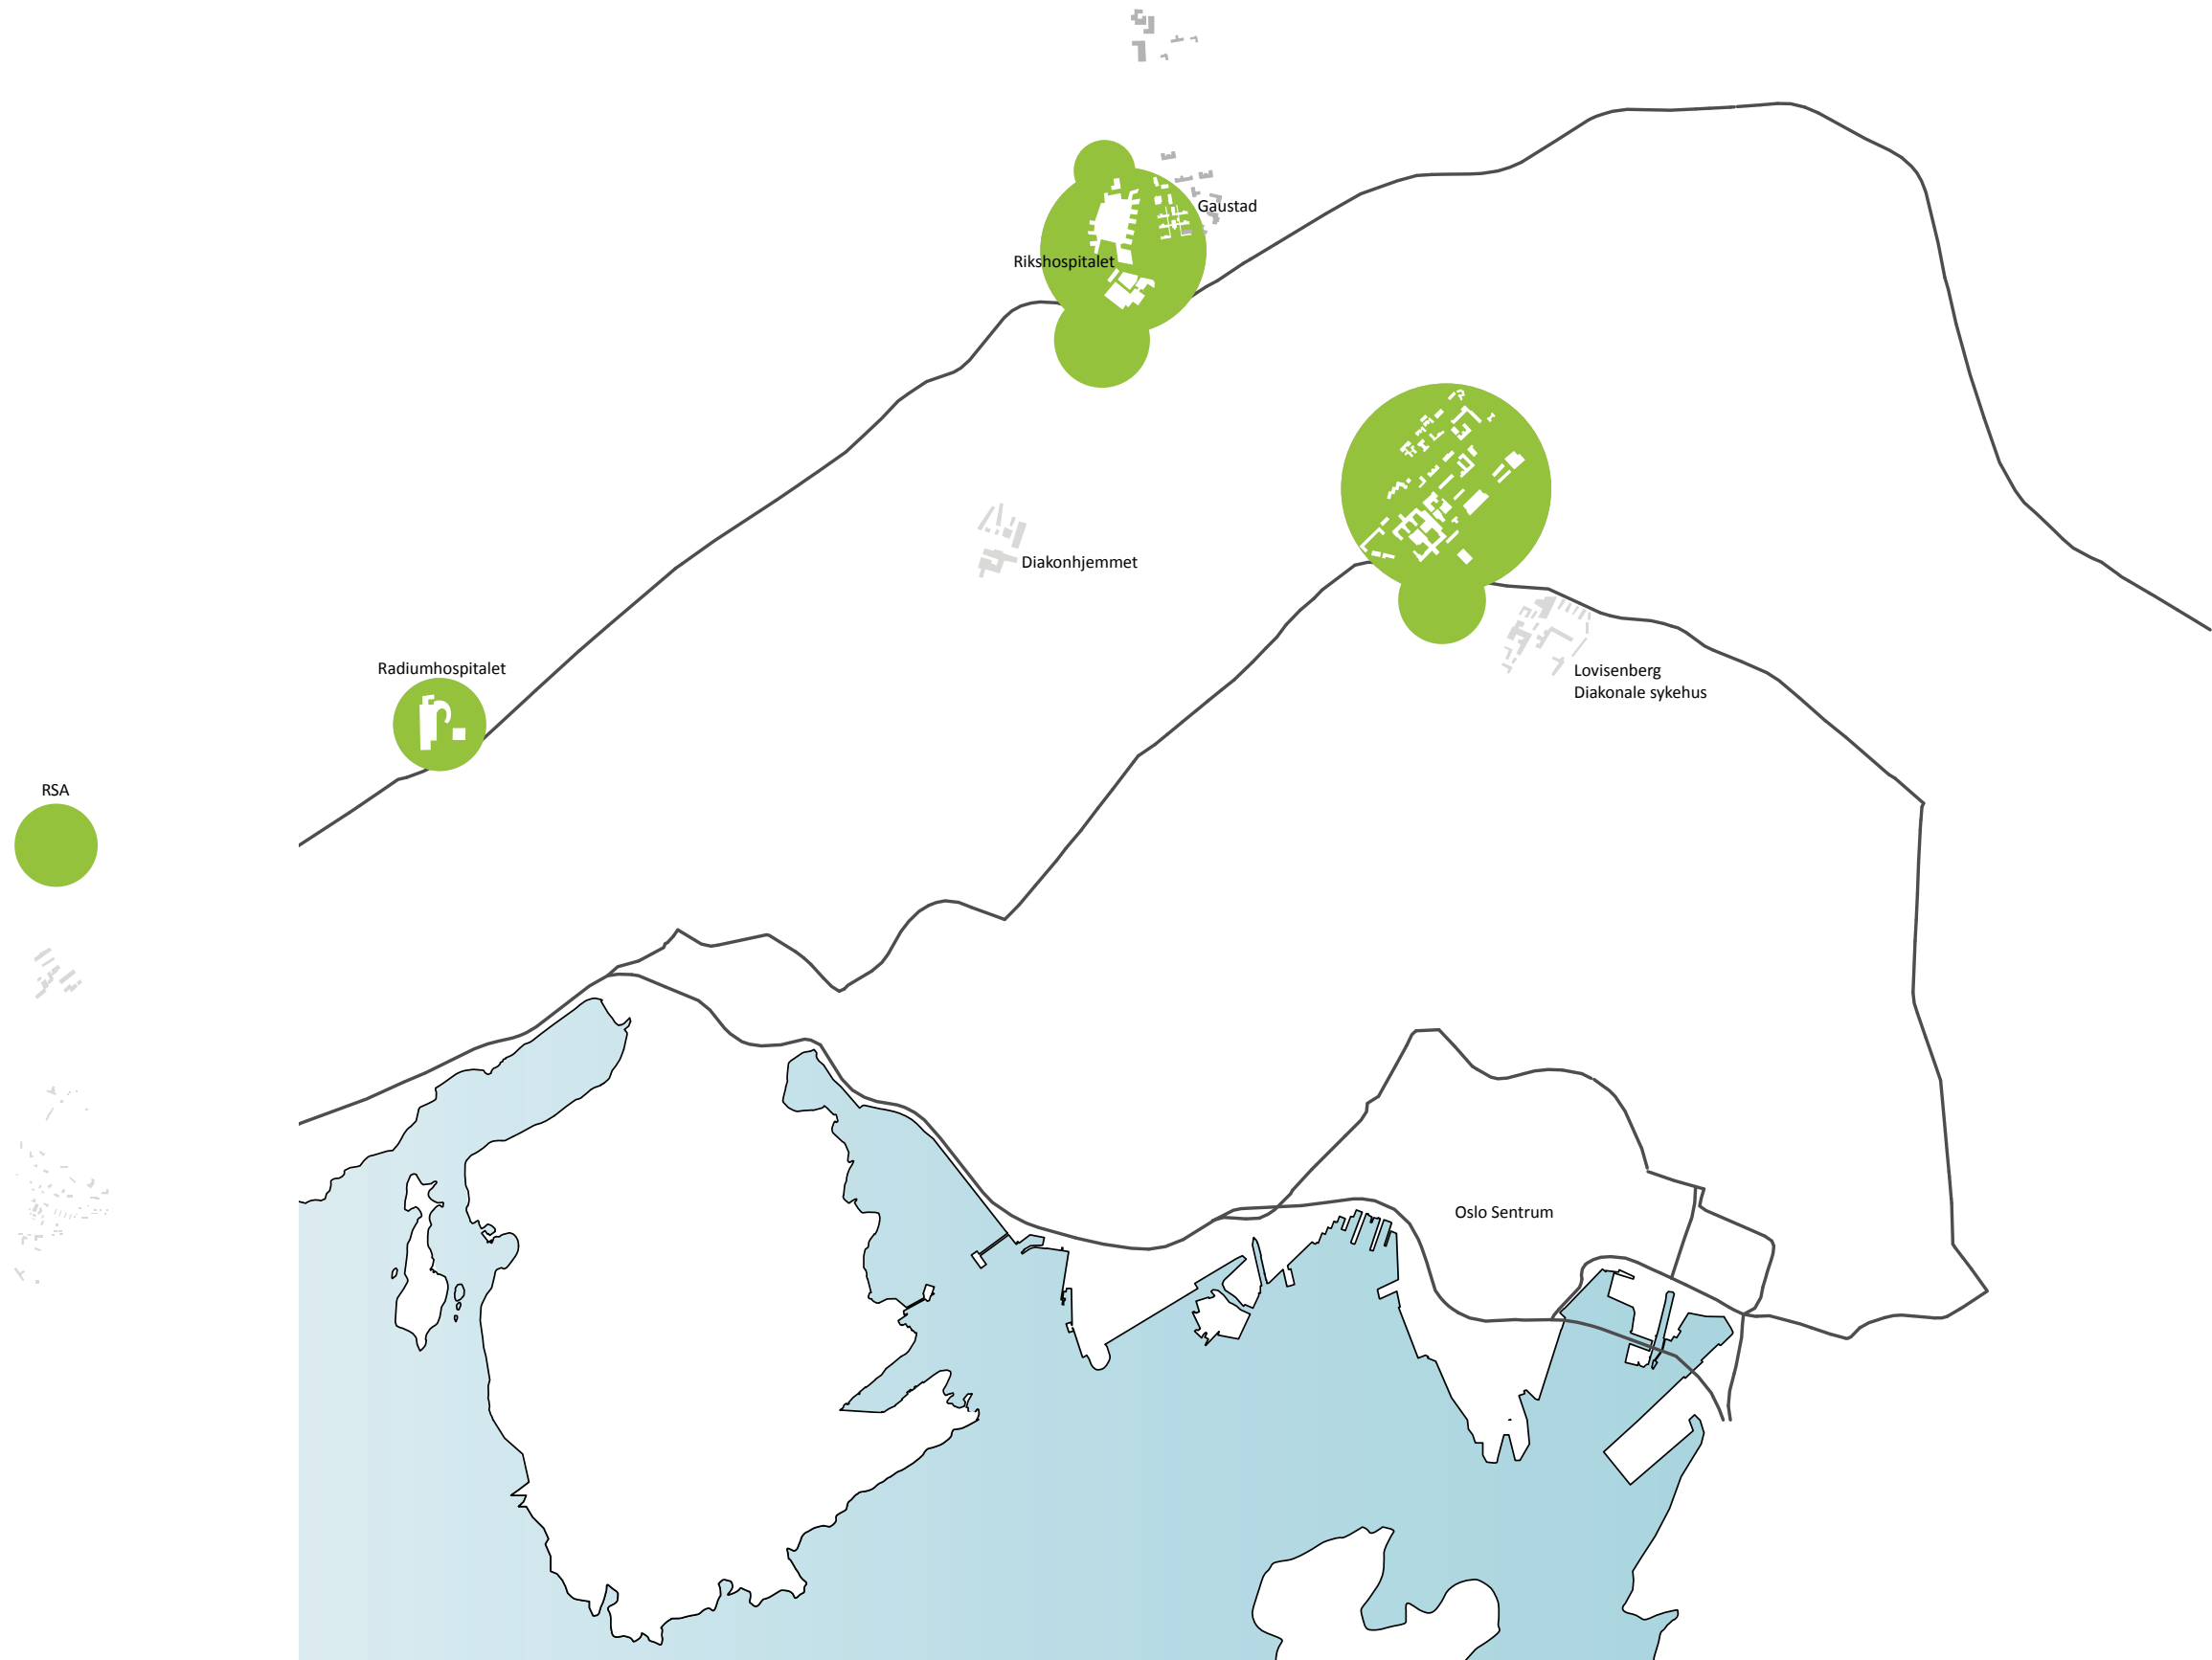 Gaustad
Rikshospitalet
Diakonhjemmet
Radiumhospitalet
Lovisenberg
Diakonale sykehus
RSA
Oslo Sentrum